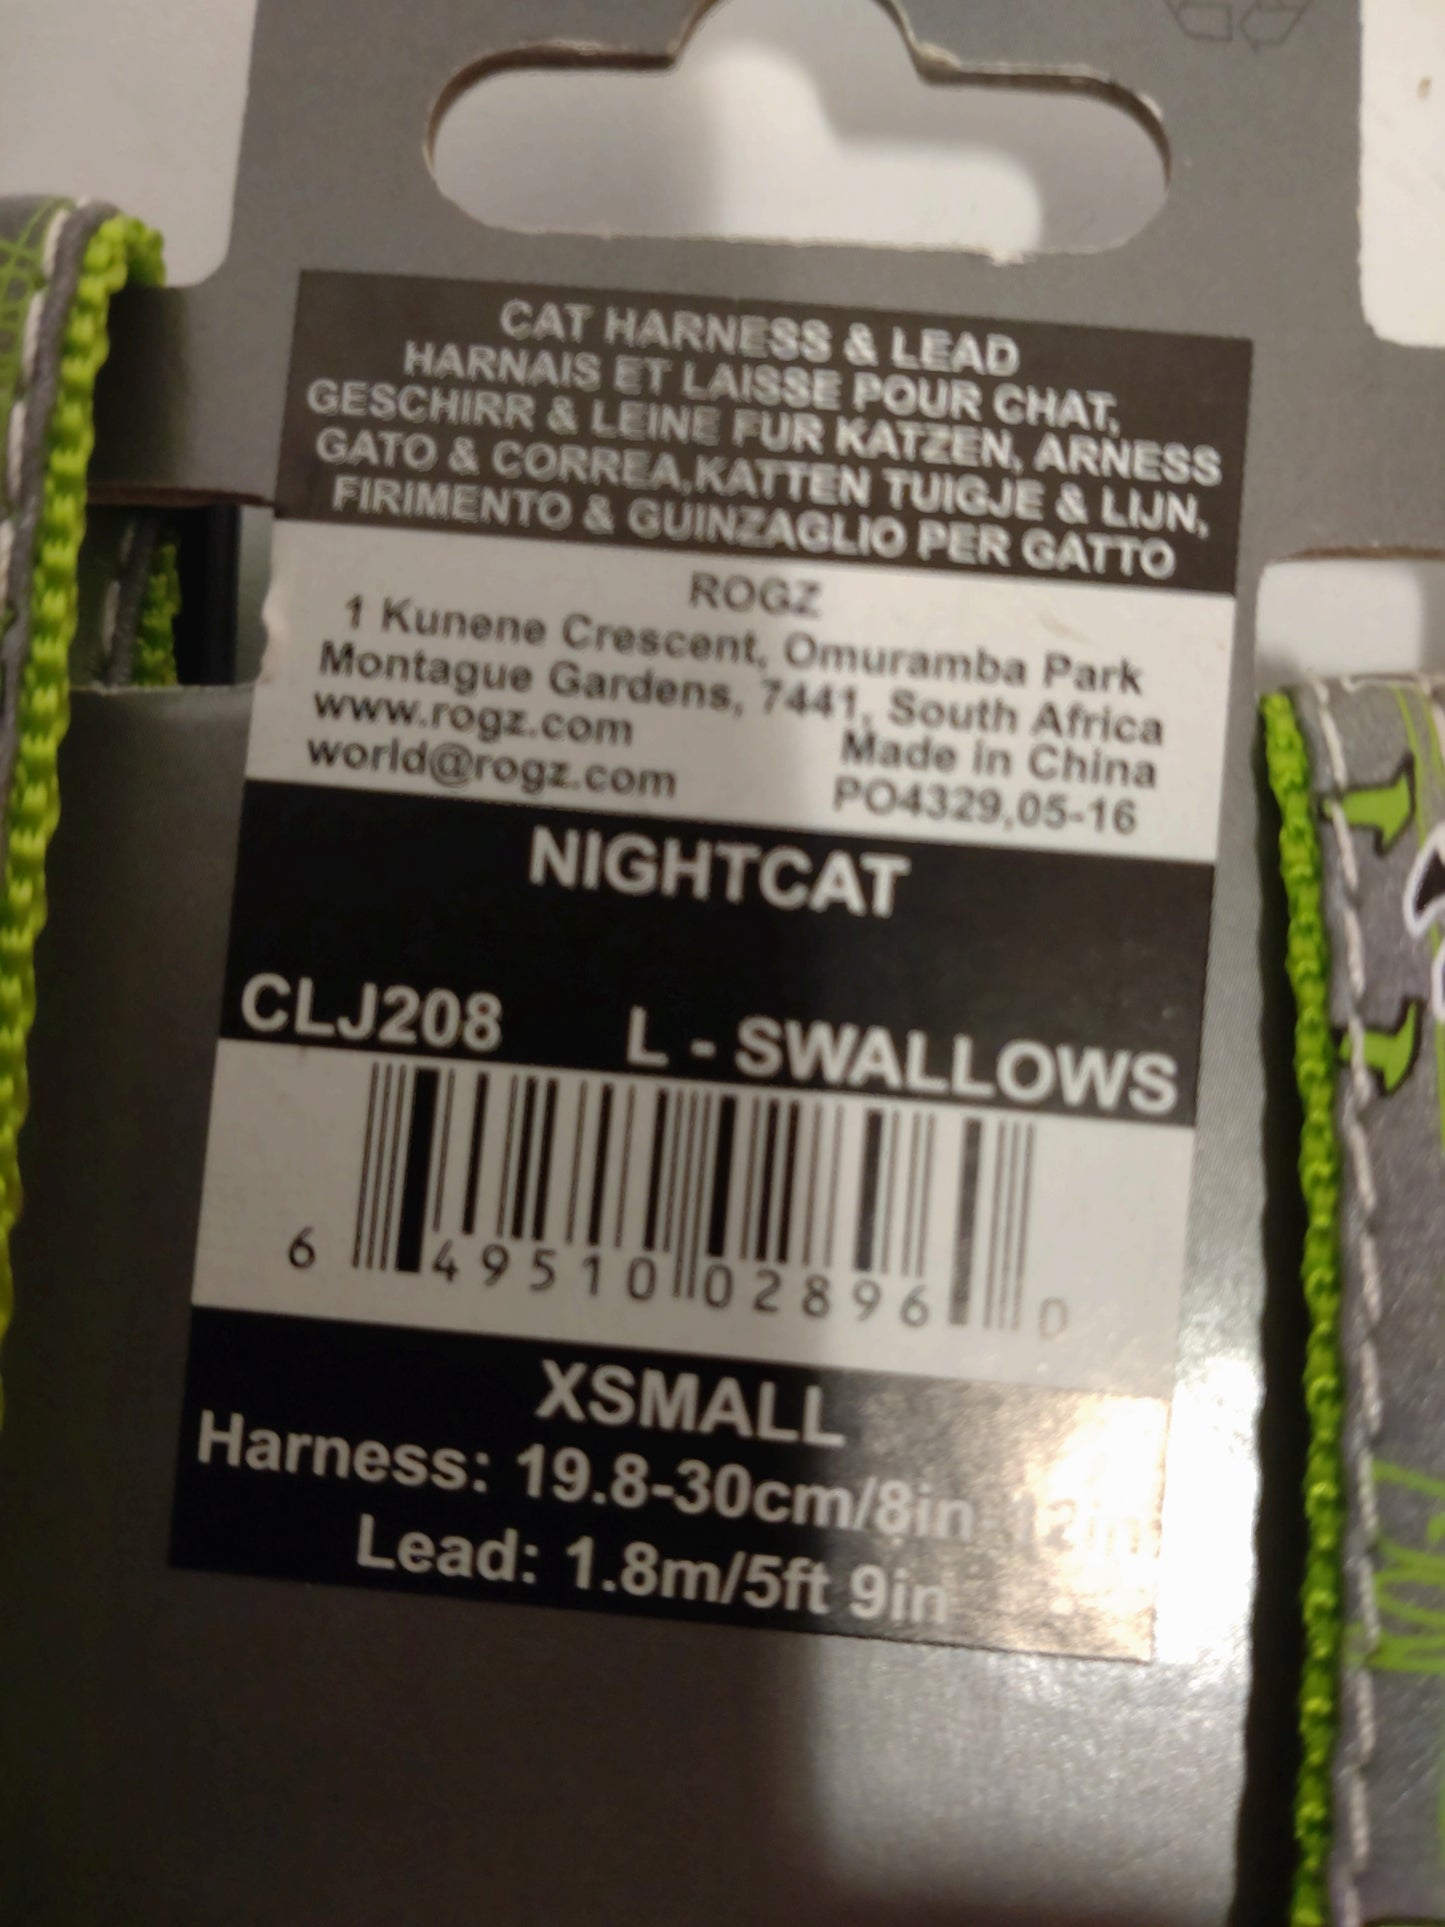 CAT HARNESS & LEAD
HARNAIS ET LAISSE POUR CHAT,
GESCHIRR & LEINE FUR KATZEN, ARNESS
GATO & CORREA,KATTEN TUIGJE & LIJN,
FIRIMENTO & GUINZAGLIO PER GATTO
ROGZ
1 Kunene Crescent, Omuramba Park
Montague Gardens, 7441, South Africa
www.rogz.com
Made in China
world@rogz.com
PO4329,05-16
NIGHTCAT
CLJ208 L - SWALLOWS
6 49510 02896 0
XSMALL
Harness: 19.8-30cm/8in-12in
Lead: 1.8m/5ft 9in